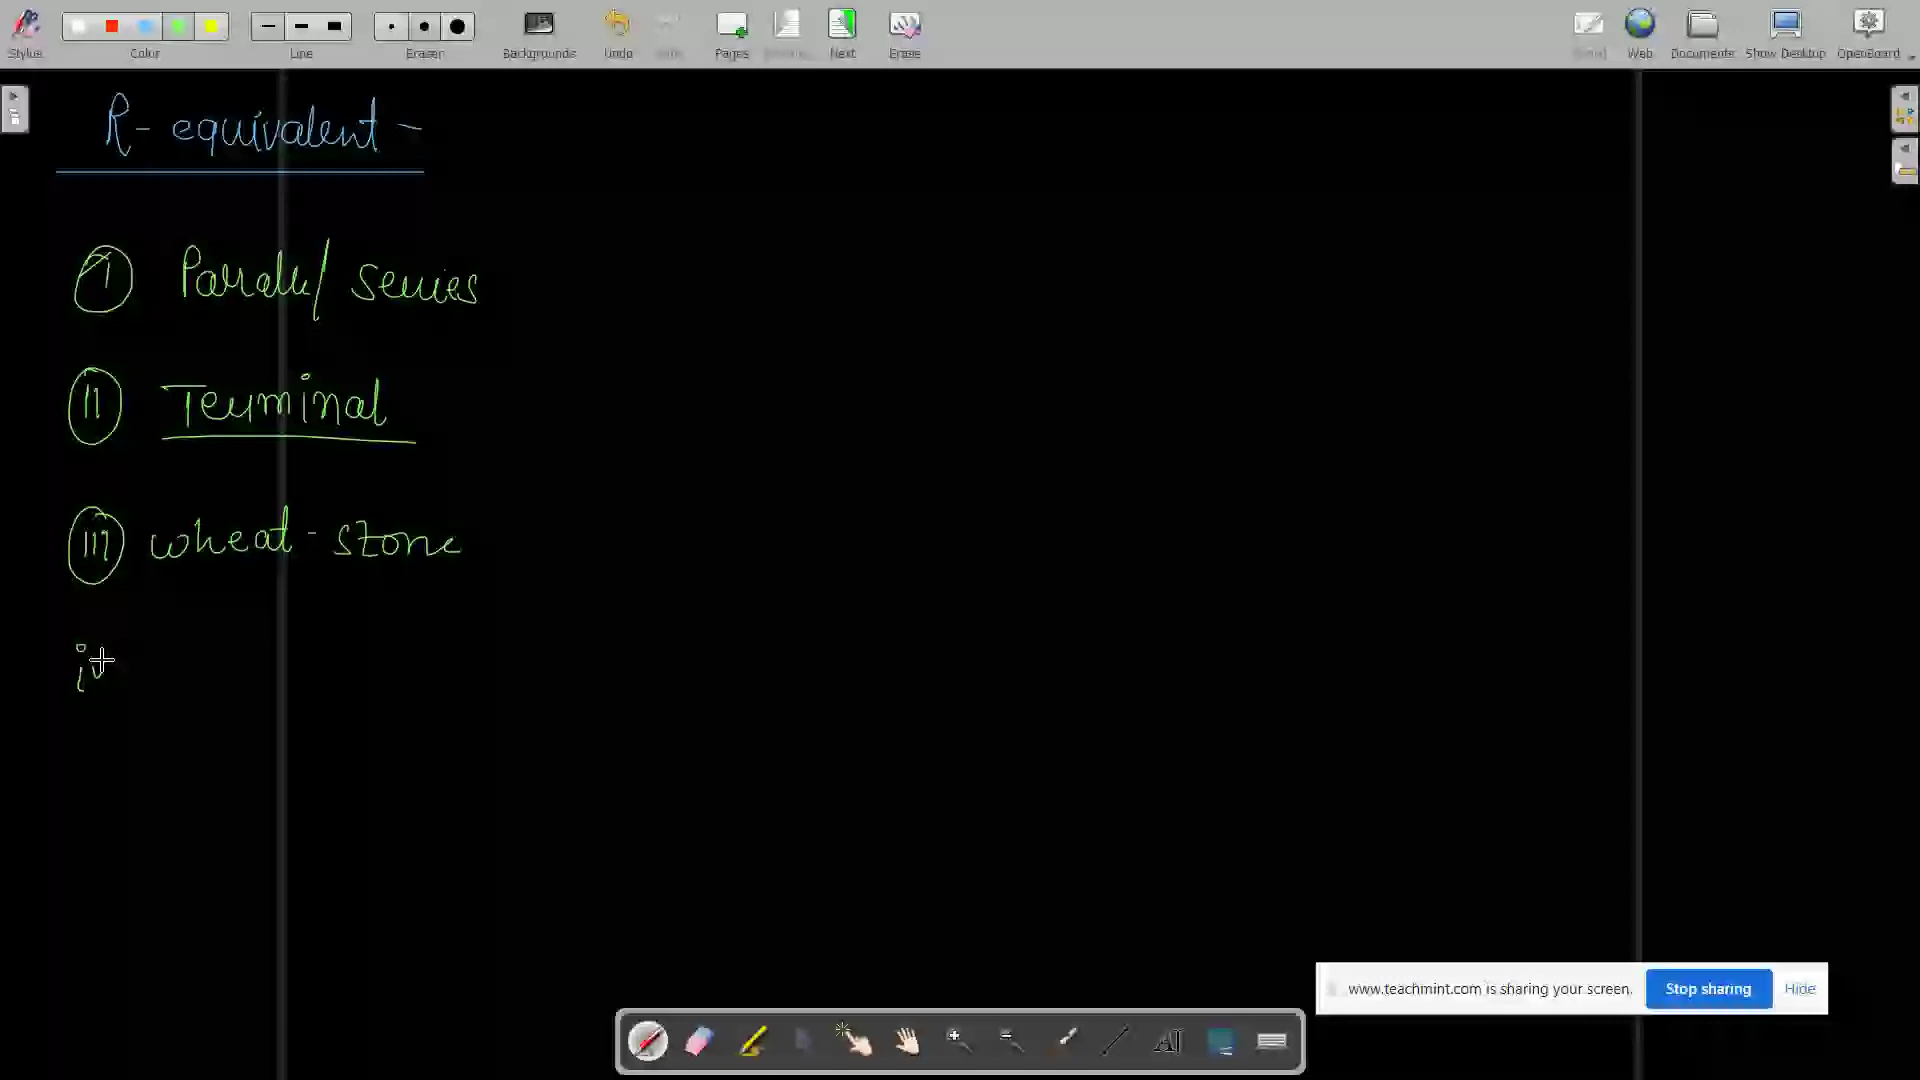 Stylus Color Line Eraser Backgrounds Undo Pages Next Erase Web Documents Show Desktop OpenBoard
R- equivalent -
I Parallel/ series
II Terminal
III wheat-stone
iv
www.teachmint.com is sharing your screen. Stop sharing Hide